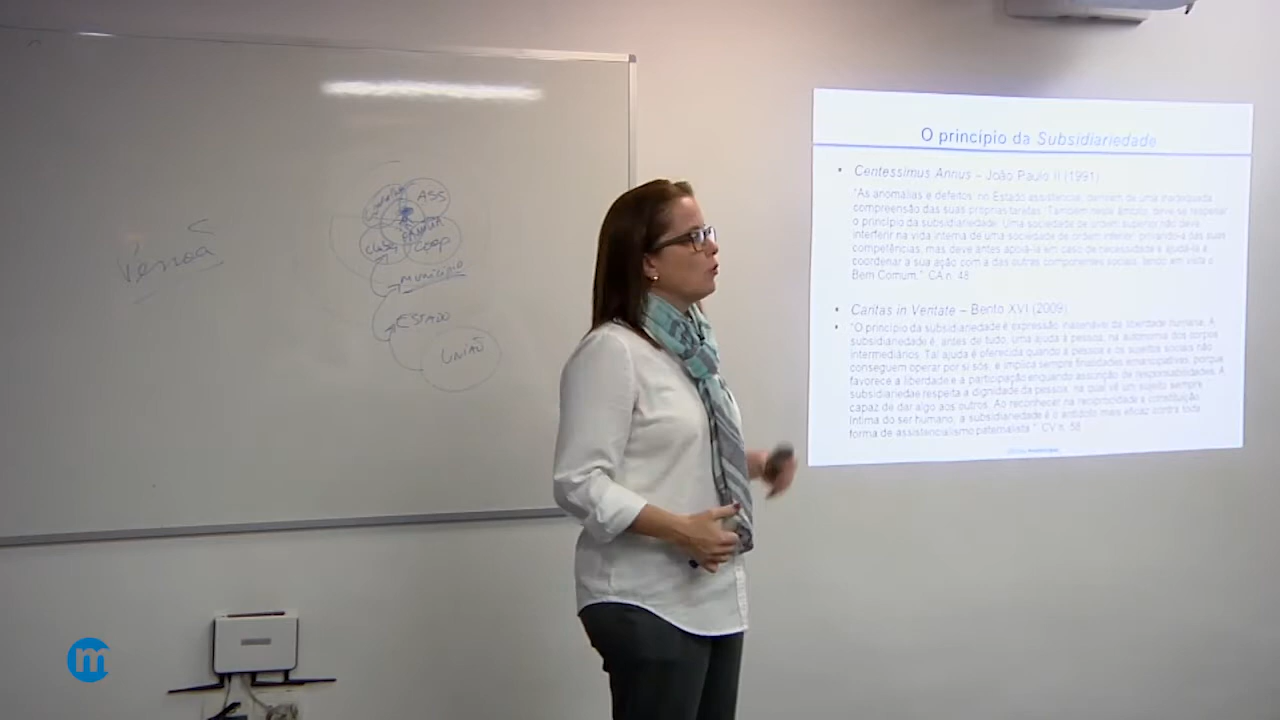 O princípio da Subsidiariedade
• Centessimus Annus – João Paulo II (1991)
"As anomalias e defeitos, no Estado assistencial, derivam de uma inadequada
compreensão das suas próprias tarefas. Também neste âmbito, deve se respeitar
o princípio da subsidiariedade. Uma sociedade de ordem superior não deve
interferir na vida interna de uma sociedade de ordem inferior, privando-a das suas
competências, mas deve antes apoiá-la em caso de necessidade e ajudá-la a
coordenar a sua ação com a das outras componentes sociais, tendo em vista o
Bem Comum." CA n. 48
• Caritas in Veritate – Bento XVI (2009)
• "O princípio da subsidiariedade é expressão inalienável da liberdade humana. A
subsidiariedade é, antes de tudo, uma ajuda à pessoa, na autonomia dos corpos
intermediários. Tal ajuda é oferecida quando a pessoa e os sujeitos sociais não
conseguem operar por si sós, e implica sempre finalidades emancipativas, porque
favorece a liberdade e a participação enquanto assunção de responsabilidades. A
subsidiariedae respeita a dignidade da pessoa, na qual vê um sujeito sempre
capaz de dar algo aos outros. Ao reconhecer na reciprocidade a constituição
íntima do ser humano, a subsidiariedade é o antídoto mais eficaz contra toda
forma de assistencialismo paternalista." CV n. 58
ASS
FAMÍLIA
COOP
MUNICÍPIO
ESTADO
UNIÃO
m